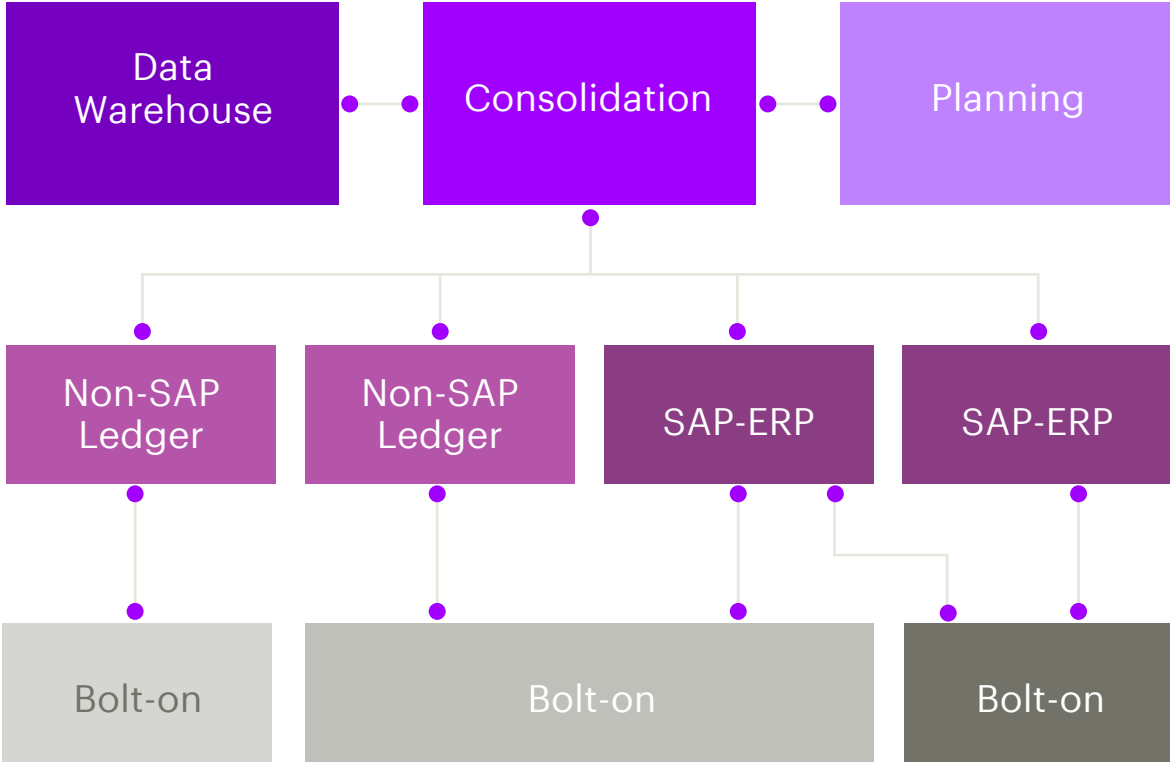 Data
Warehouse
Consolidation
Planning
Non-SAP
Ledger
Non-SAP
Ledger
SAP-ERP
SAP-ERP
Bolt-on
Bolt-on
Bolt-on